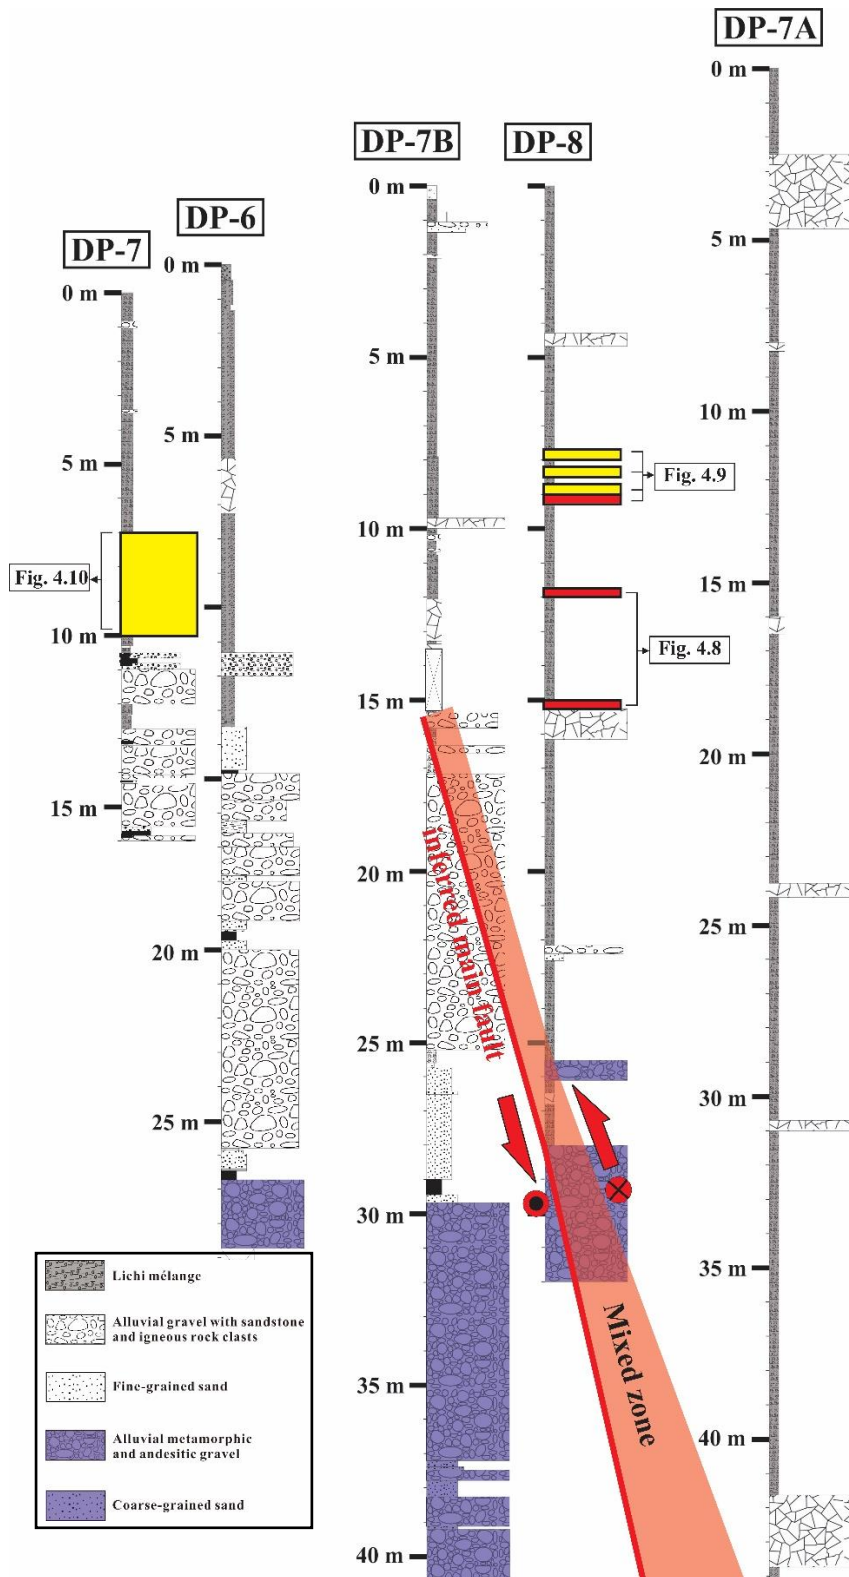 DP-7A
0 m
5 m
10 m
15 m
20 m
25 m
30 m
35 m
40 m
DP-7B
0 m
5 m
10 m
15 m
20 m
25 m
30 m
35 m
40 m
DP-8
Fig. 4.9
Fig. 4.8
DP-6
0 m
5 m
20 m
25 m
DP-7
0 m
5 m
10 m
15 m
Fig. 4.10
inferred main fault
Mixed zone
Lichi mélange
Alluvial gravel with sandstone
and igneous rock clasts
Fine-grained sand
Alluvial metamorphic
and andesitic gravel
Coarse-grained sand